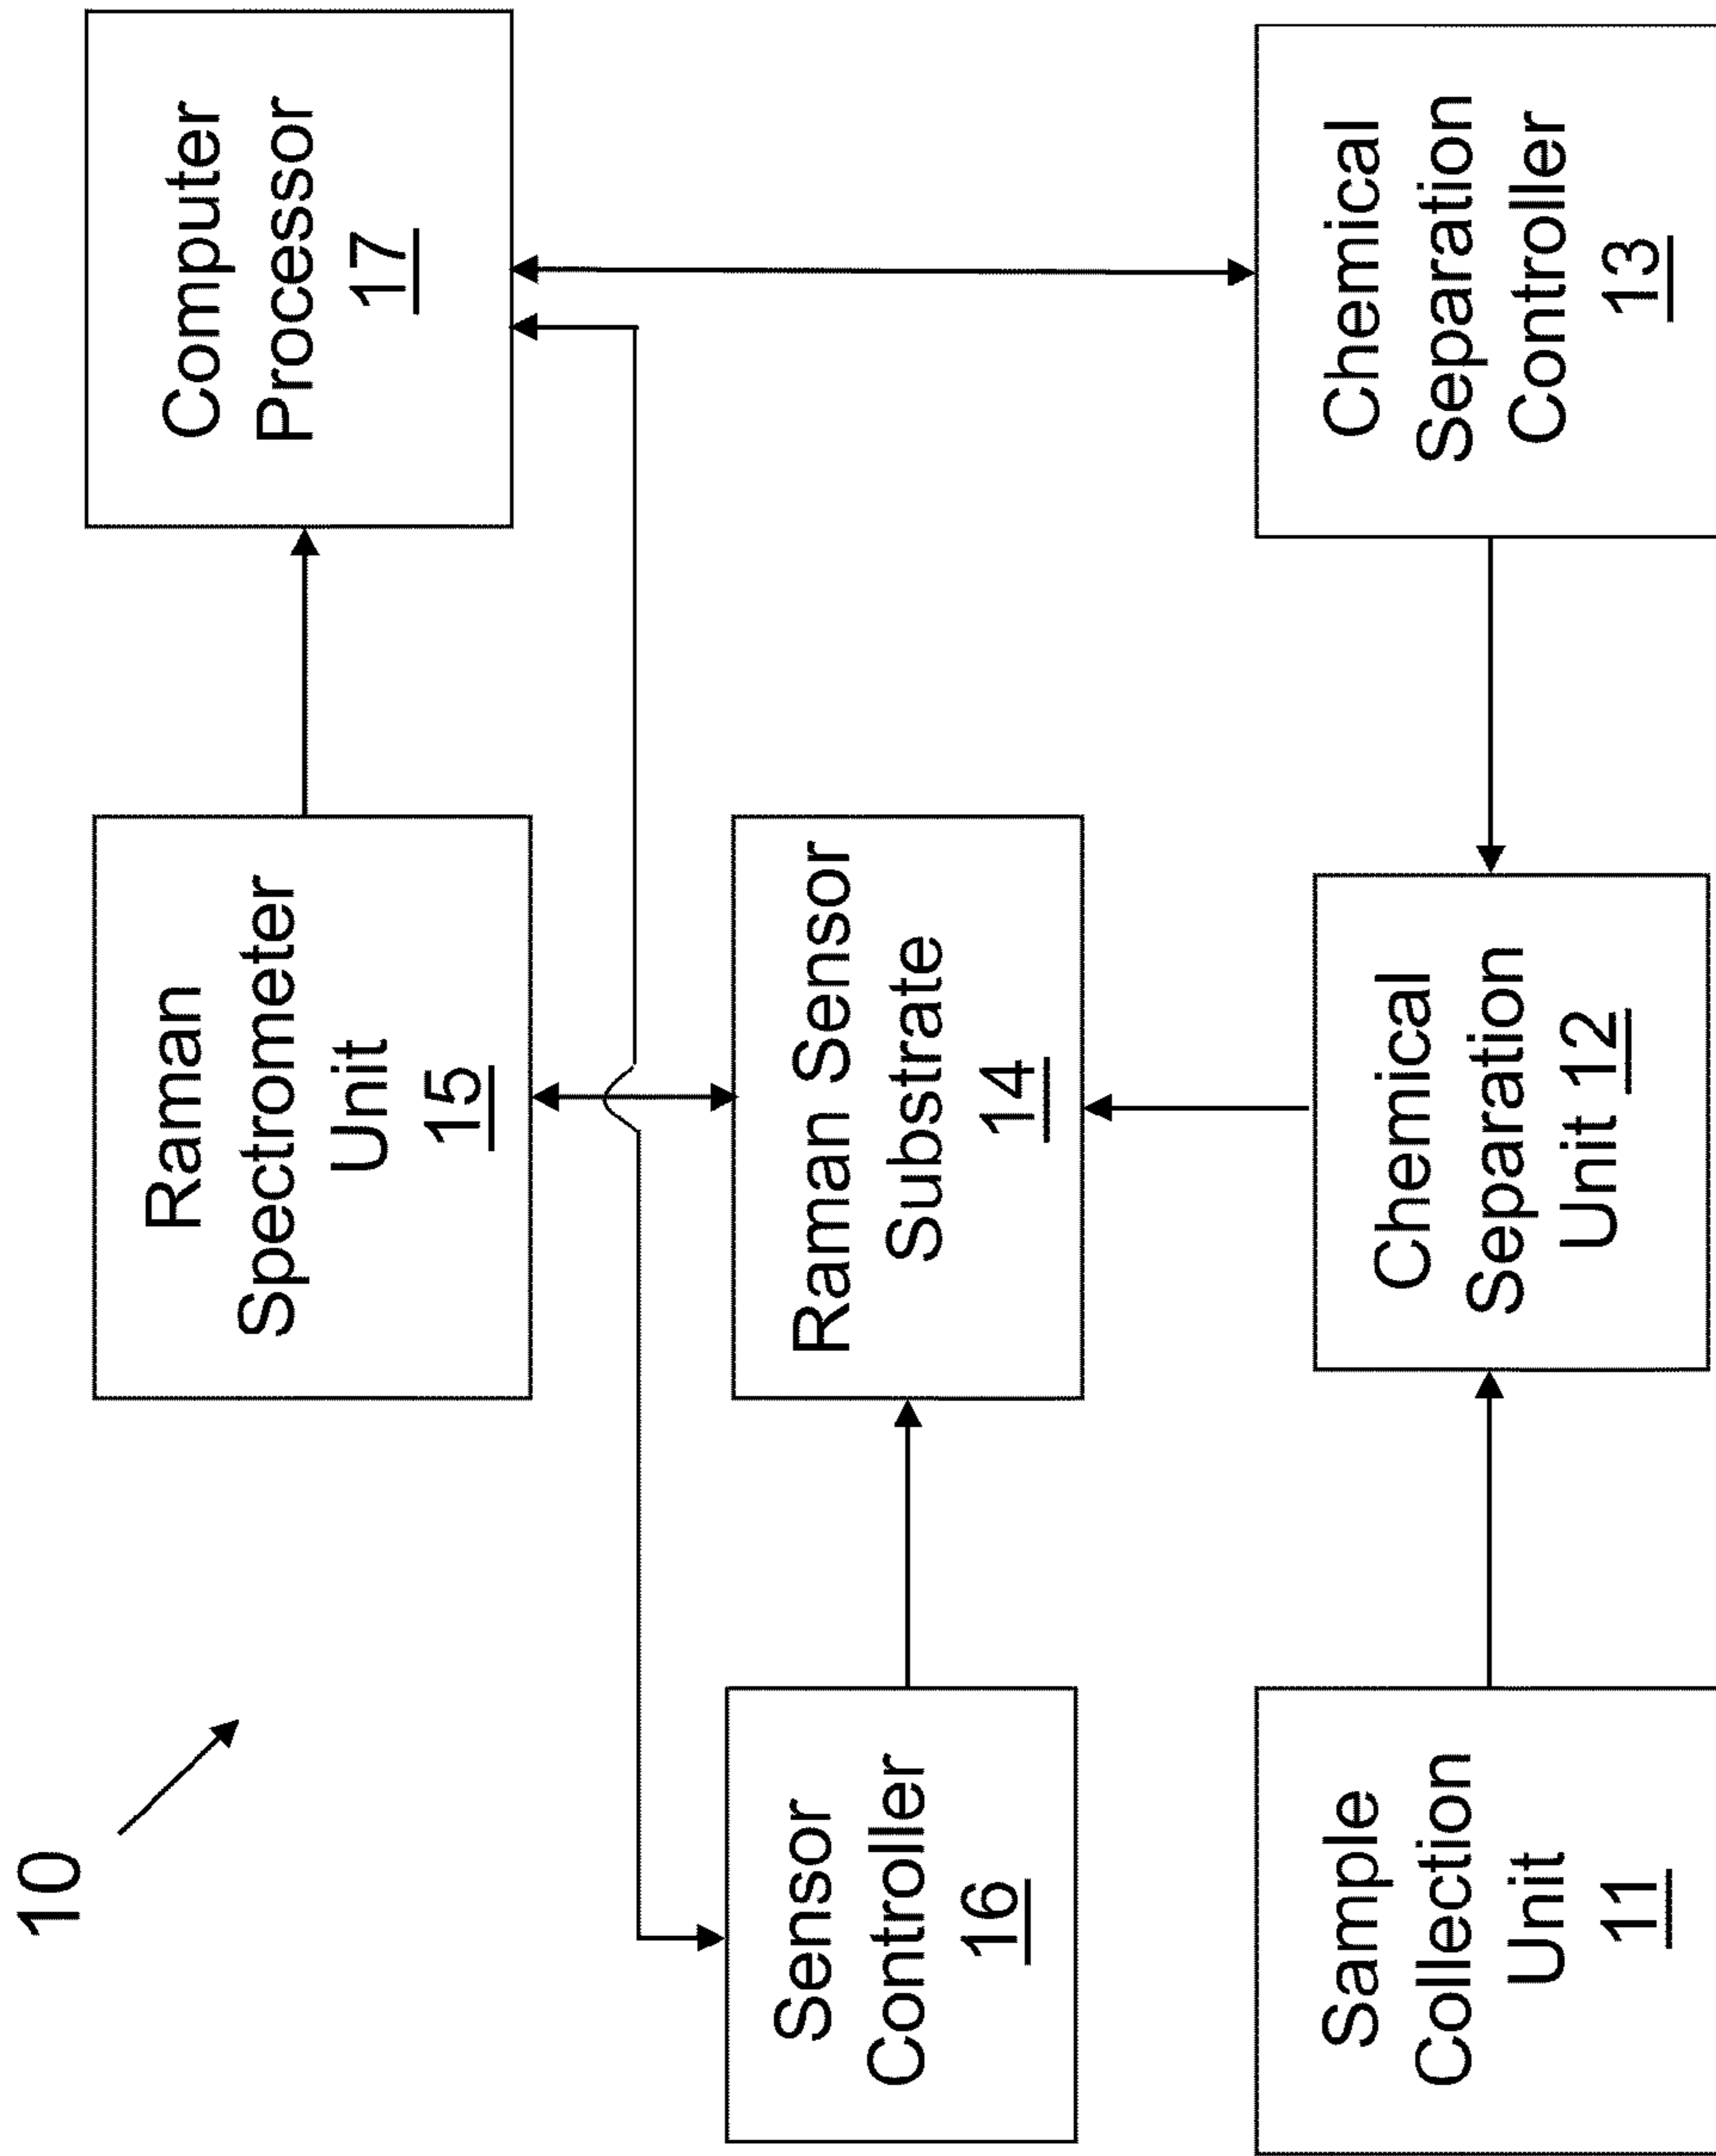 10
Raman
Spectrometer
Unit
15
Computer
Processor
17
Sensor
Controller
16
Raman Sensor
Substrate
14
Sample
Collection
Unit
11
Chemical
Separation
Unit 12
Chemical
Separation
Controller
13